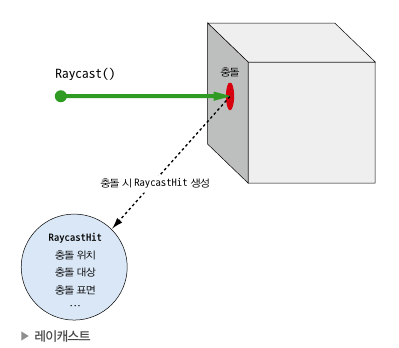 충돌
Raycast()
충돌 시 RaycastHit 생성
RaycastHit
충돌 위치
충돌 대상
충돌 표면
...
▶ 레이캐스트